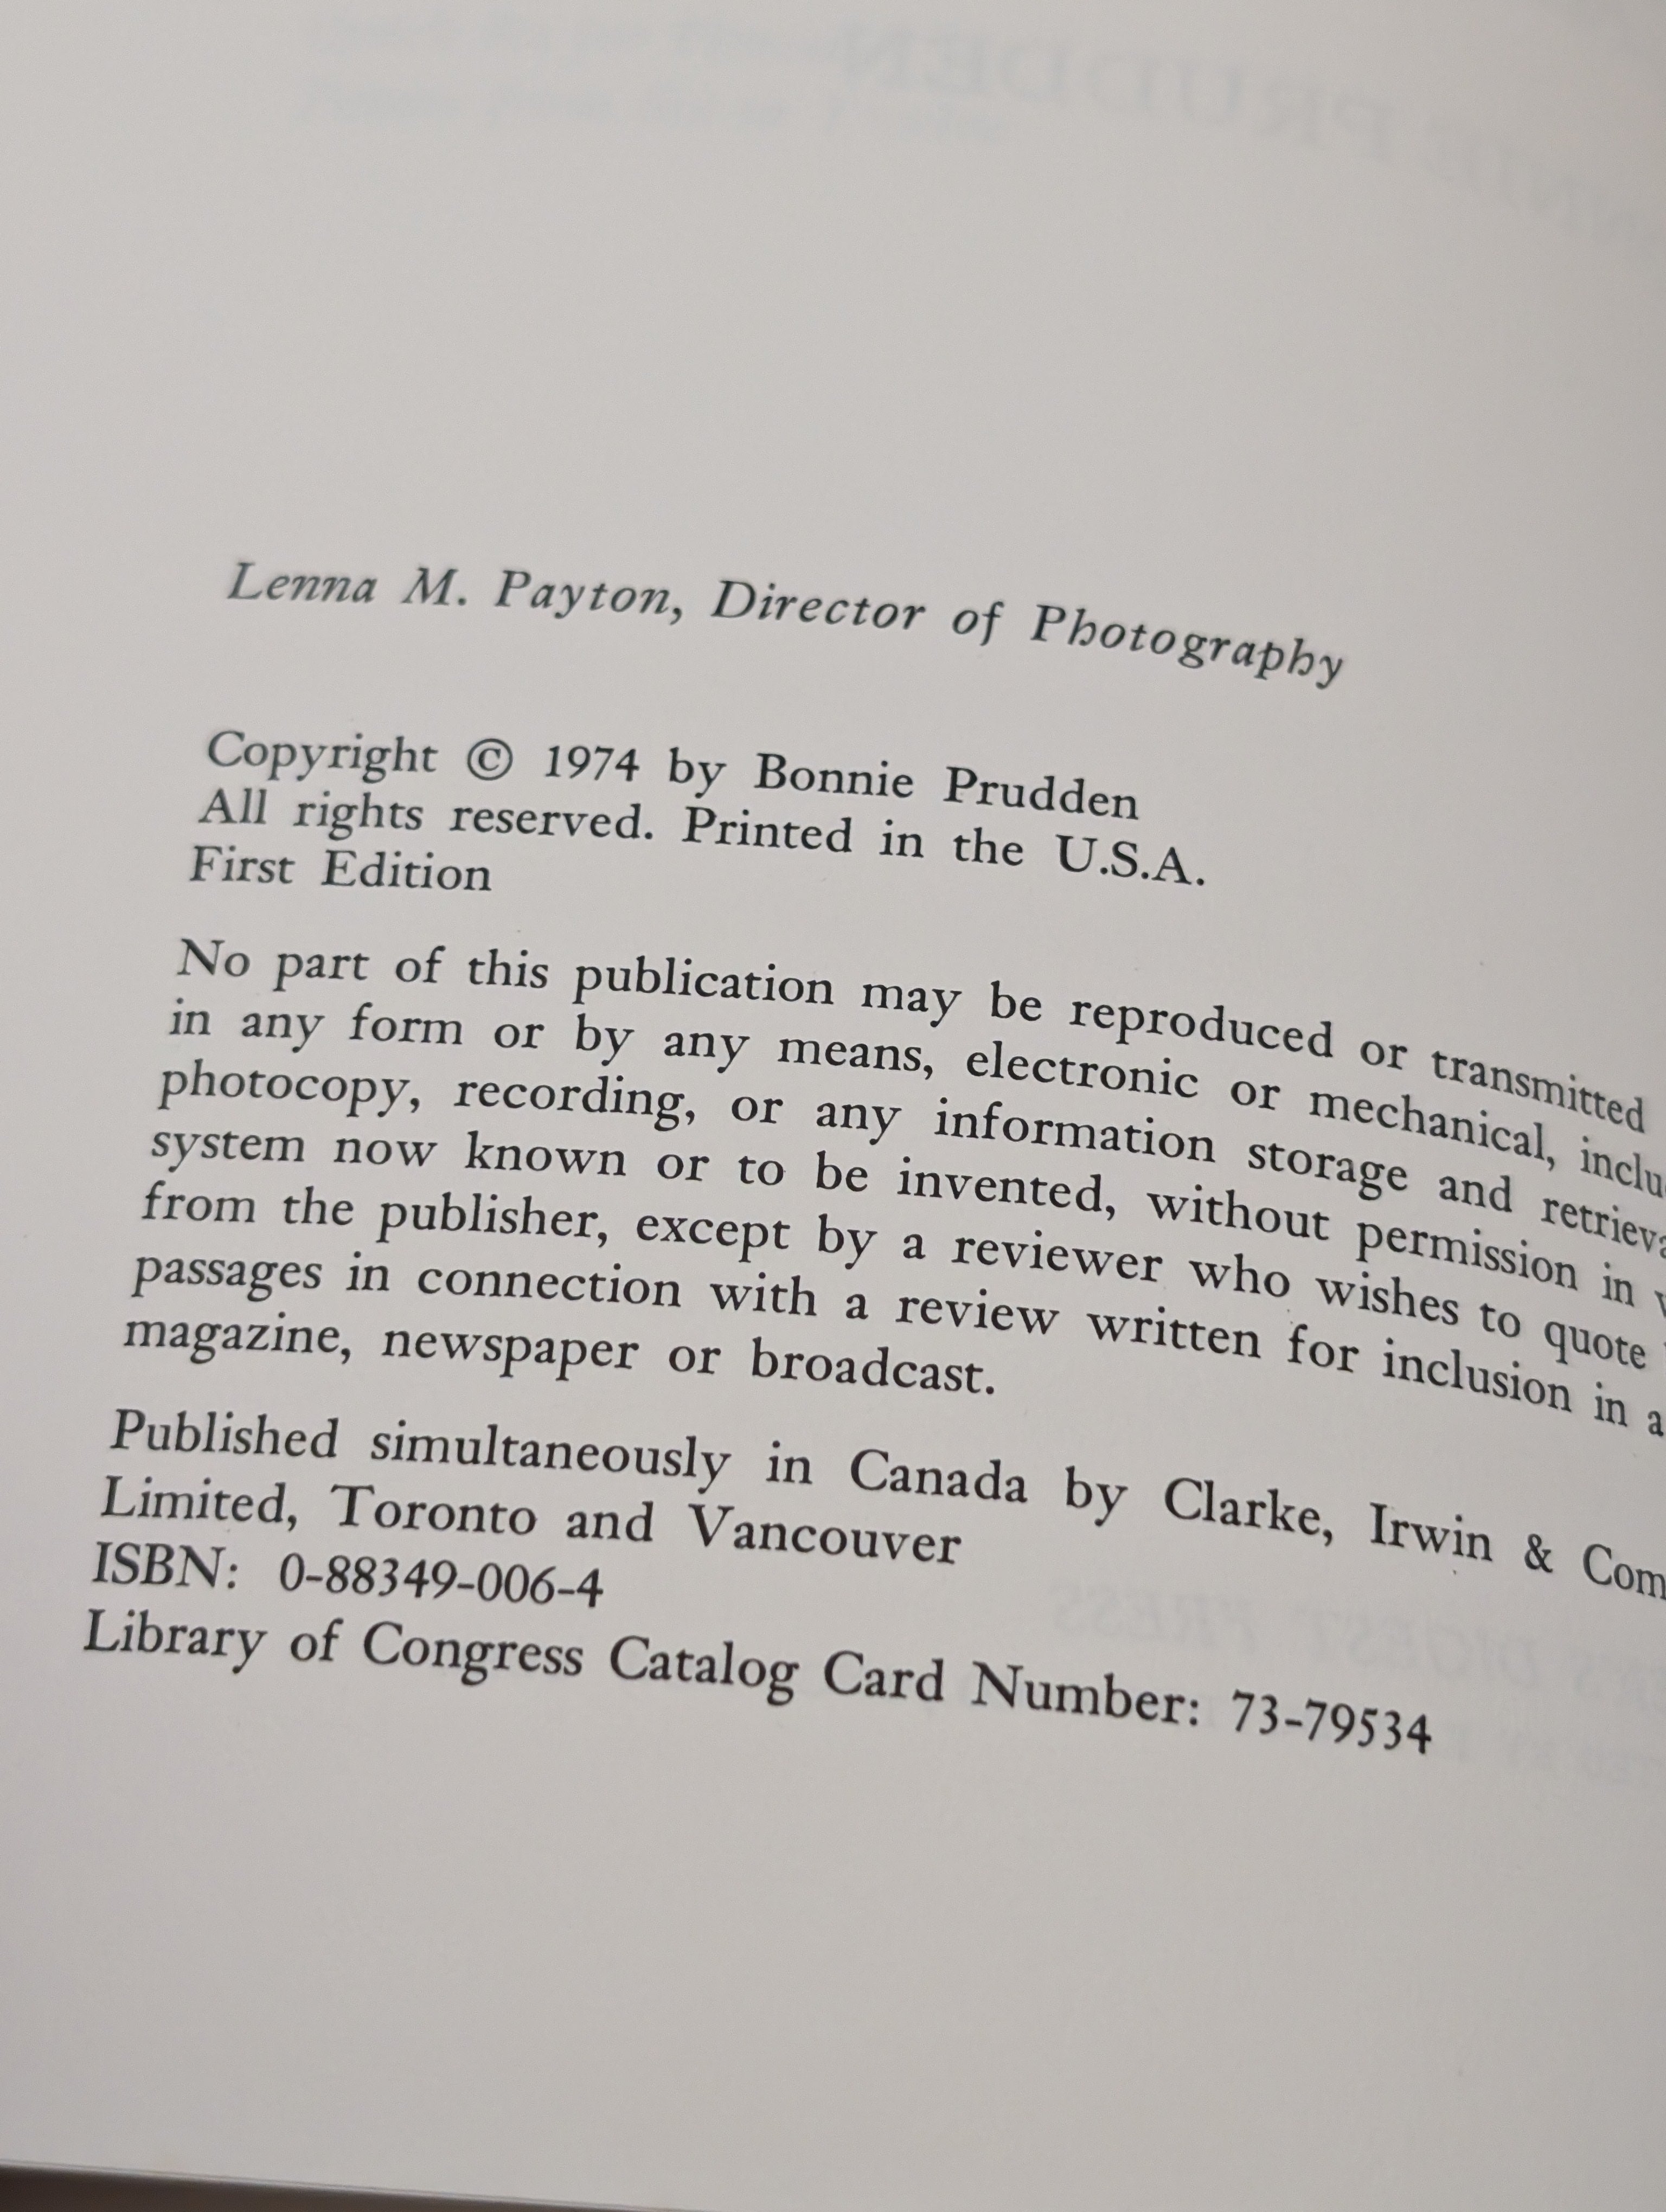 Lenna M. Payton, Director of Photography
Copyright © 1974 by Bonnie Prudden
All rights reserved. Printed in the U.S.A.
First Edition
No part of this publication may be reproduced or transmitted
in any form or by any means, electronic or mechanical, inclu
photocopy, recording, or any information storage and retrieva
system now known or to be invented, without permission in
from the publisher, except by a reviewer who wishes to quote
passages in connection with a review written for inclusion in a
magazine, newspaper or broadcast.
Published simultaneously in Canada by Clarke, Irwin & Com
Limited, Toronto and Vancouver
ISBN: 0-88349-006-4
Library of Congress Catalog Card Number: 73-79534